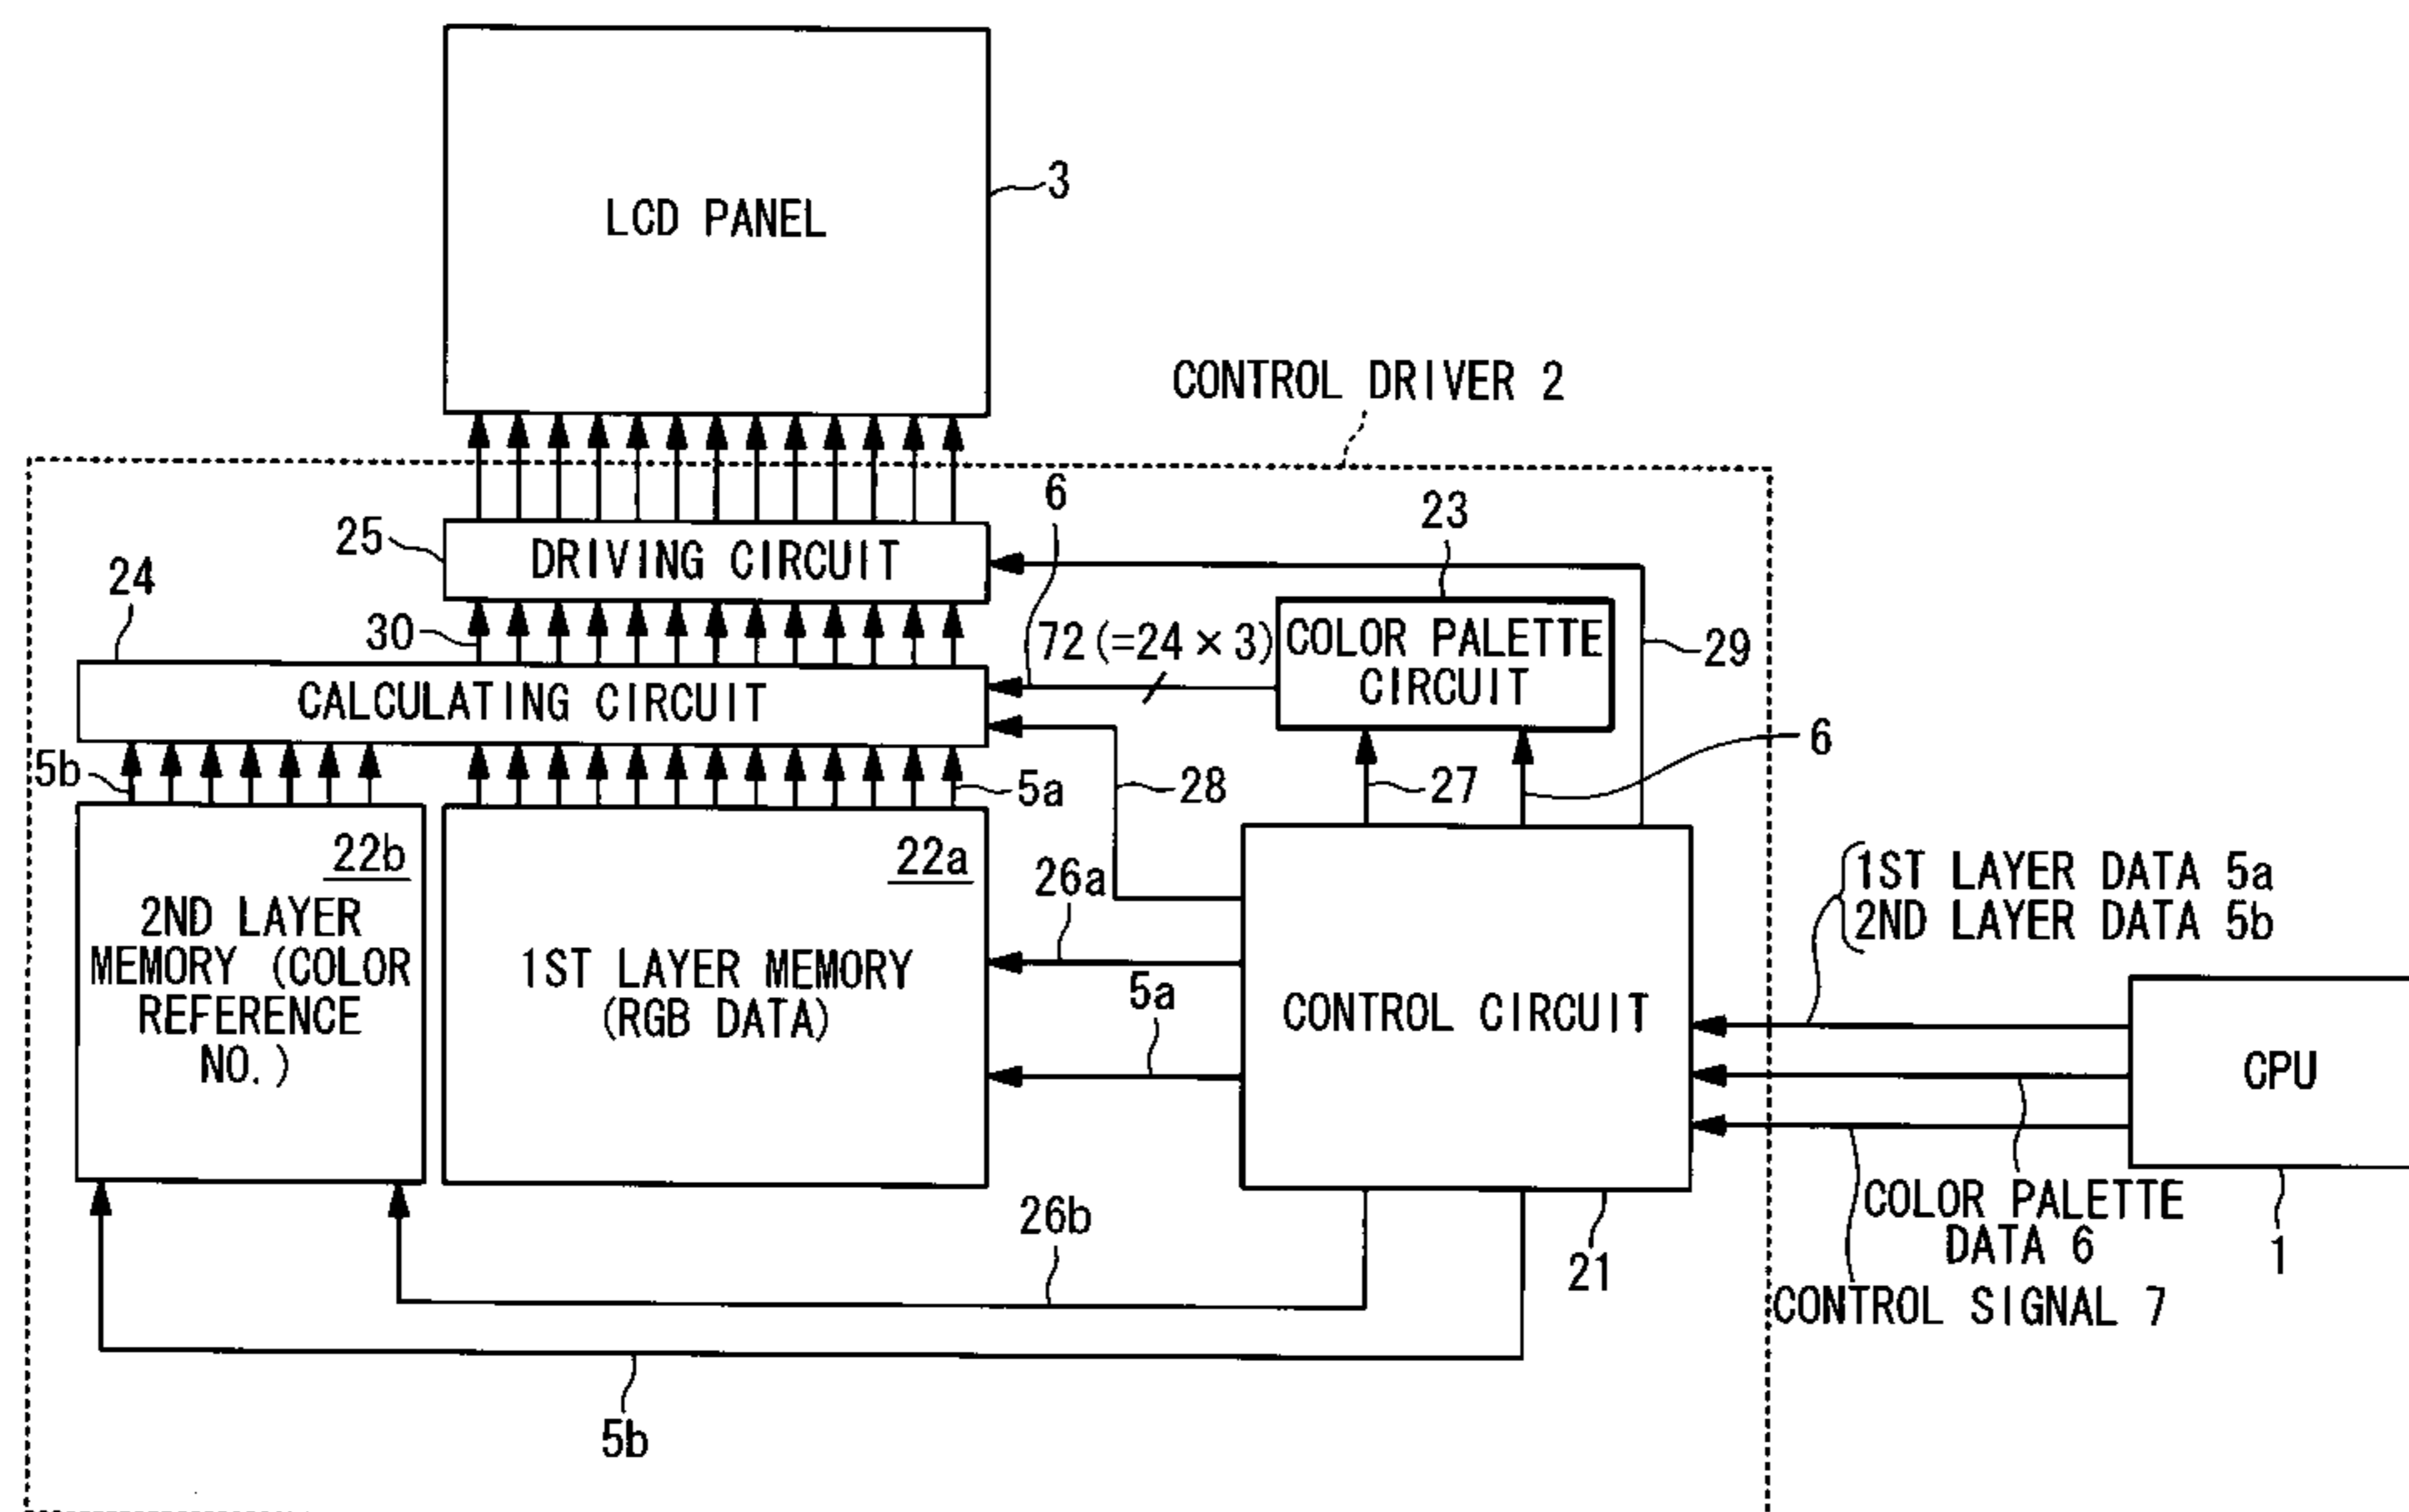 LCD PANEL
3
CONTROL DRIVER 2
6
23
25
DRIVING CIRCUIT
24
30
72 (=24 × 3)
COLOR PALETTE
CIRCUIT
29
CALCULATING CIRCUIT
6
5b
5a
28
27
22b
22a
26a
2ND LAYER
MEMORY (COLOR
REFERENCE
NO.)
1ST LAYER MEMORY
(RGB DATA)
5a
CONTROL CIRCUIT
1ST LAYER DATA 5a
2ND LAYER DATA 5b
CPU
26b
21
COLOR PALETTE
DATA 6
1
CONTROL SIGNAL 7
5b